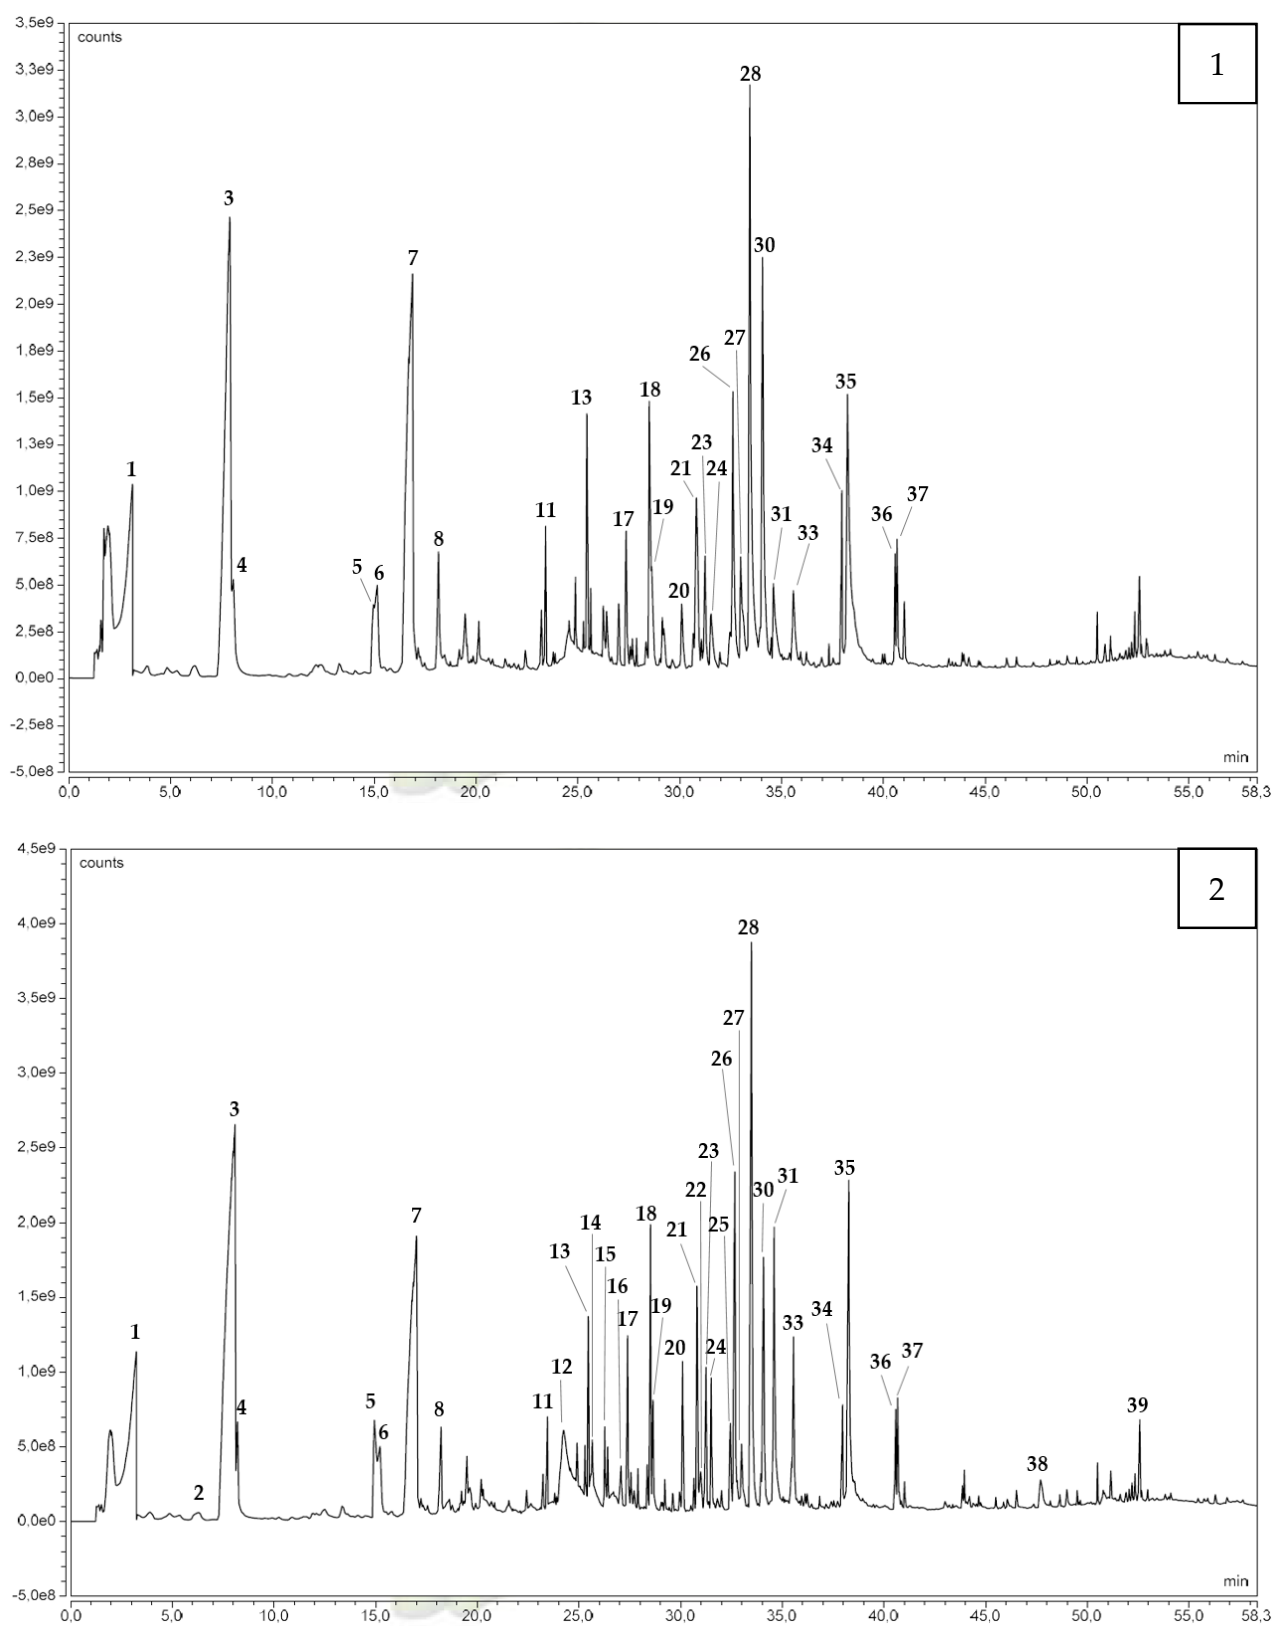 3,5e9
counts
1
3,3e9
28
3,0e9
2,8e9
2,5e9
3
2,3e9
7
30
2,0e9
27
1,8e9
26
1,5e9
13
18
35
1,3e9
23
34
21
24
1
1,0e9
11
17
19
31
36
37
7,5e8
8
33
5,0e8
4
5
6
20
2,5e8
0,0e0
-2,5e8
-5,0e8
min
0,0
5,0
10,0
15,0
20,0
25,0
30,0
35,0
40,0
45,0
50,0
55,0
58,3
4,5e9
counts
2
4,0e9
28
3,5e9
27
3,0e9
26
2,5e9
3
23
22
30
31
35
2,0e9
7
14
18
21
25
13
15
1,5e9
16
17
19
34
33
1
20
24
36
37
1,0e9
12
11
5
8
4
6
39
5,0e8
38
2
0,0e0
-5,0e8
min
0,0
5,0
10,0
15,0
20,0
25,0
30,0
35,0
40,0
45,0
50,0
55,0
58,3